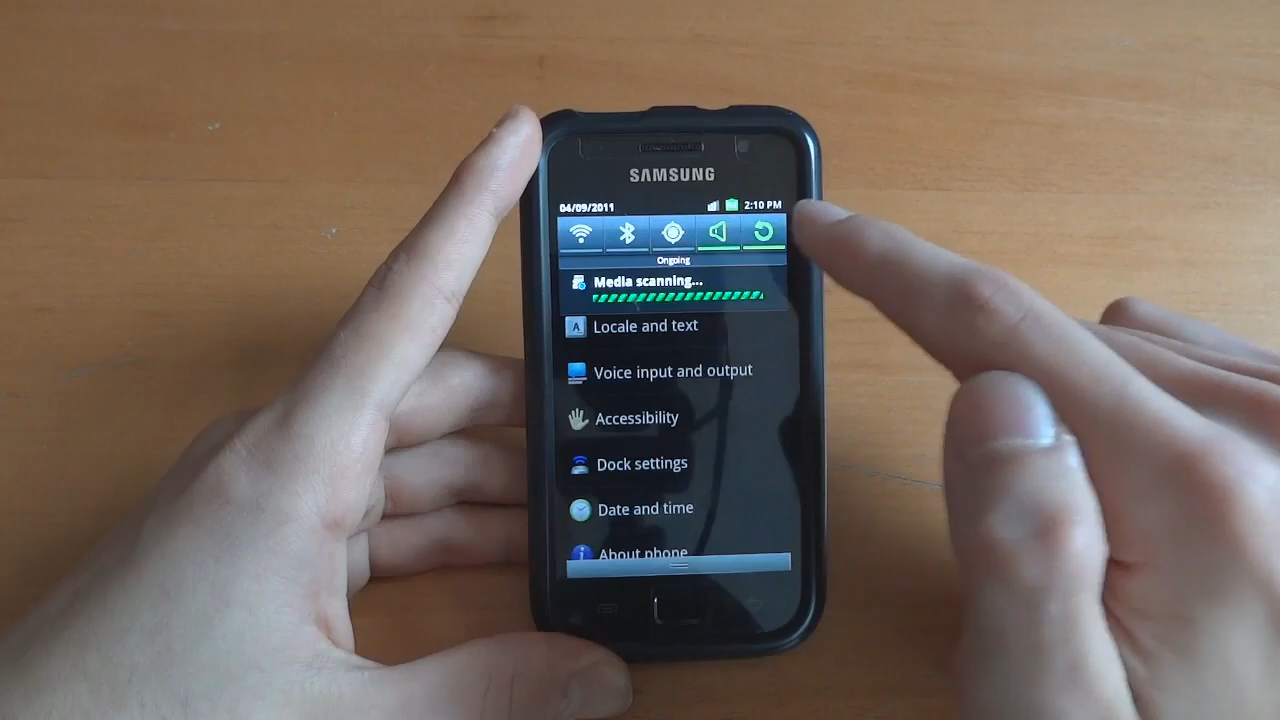 SAMSUNG
04/09/2011 2:10 PM
Ongoing
Media scanning...
A Locale and text
Voice input and output
Accessibility
Dock settings
Date and time
i About phone